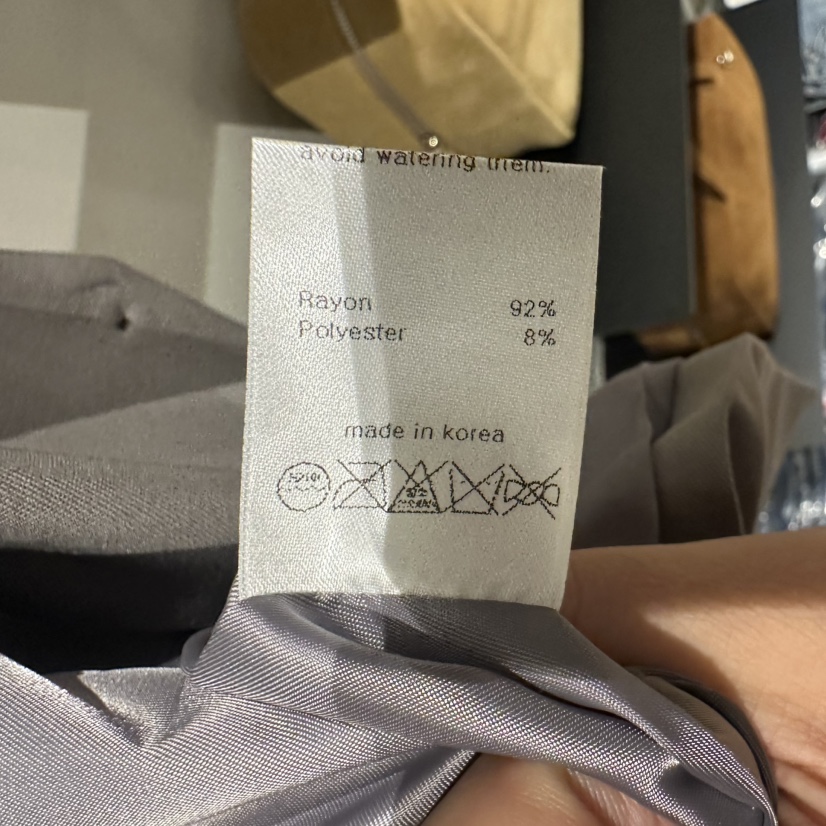 avoid watering them.
Rayon 92%
Polyester 8%
made in korea